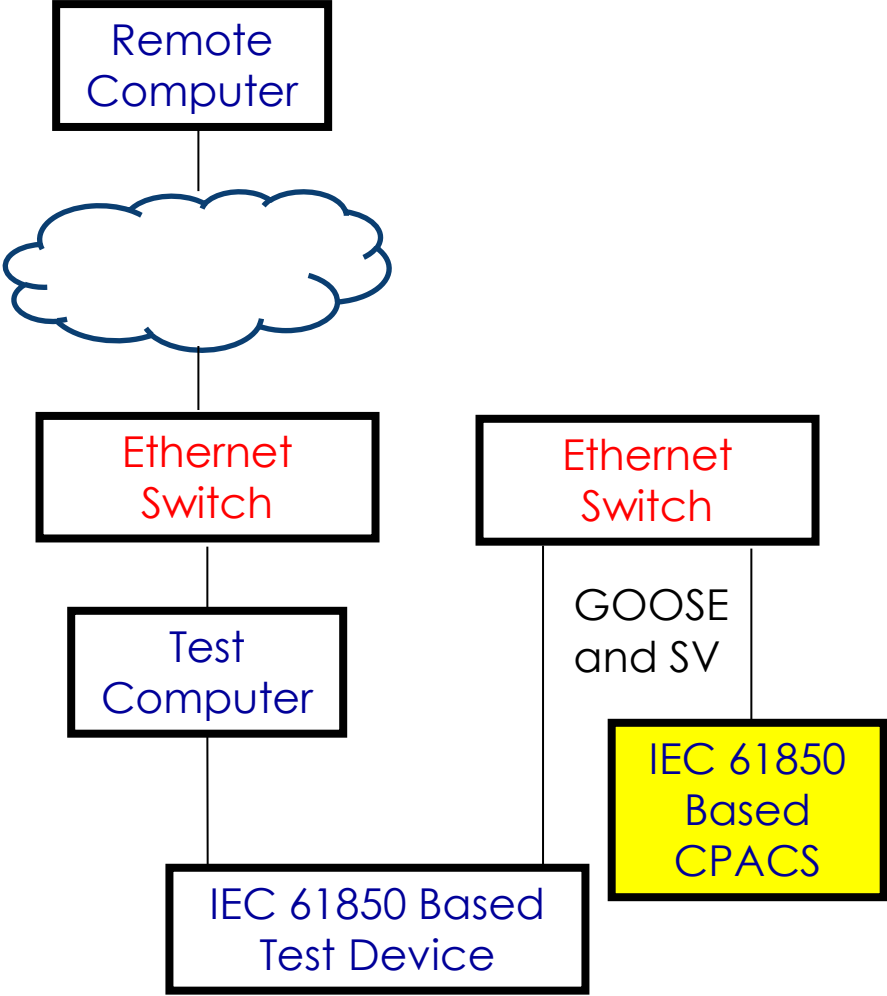 Remote
Computer
Ethernet
Switch
Ethernet
Switch
GOOSE
and SV
Test
Computer
IEC 61850
Based
CPACS
IEC 61850 Based
Test Device